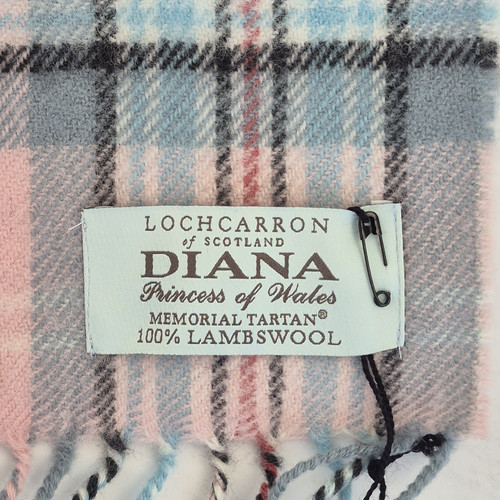 LOCHCARRON
of SCOTLAND
DIANA
Princess of Wales
MEMORIAL TARTAN®
100% LAMBSWOOL